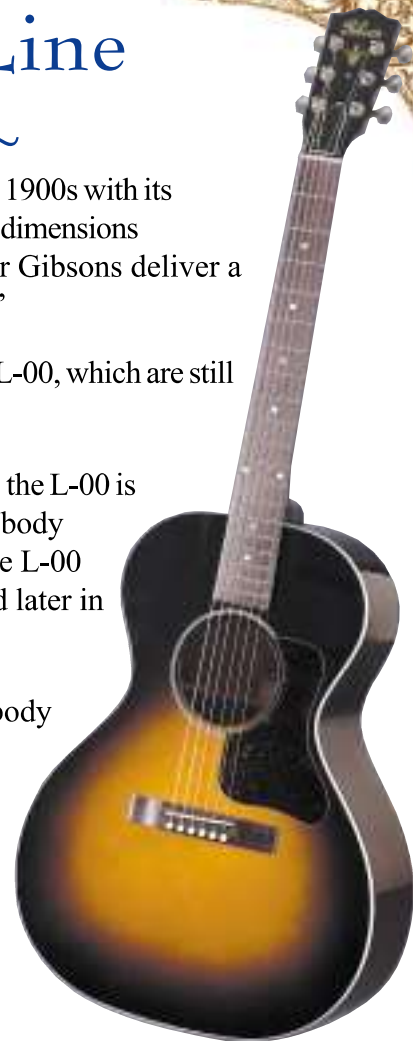 Line
~
1900s with its
dimensions
r Gibsons deliver a
”
L-00, which are still
the L-00 is
body
e L-00
d later in
body
Gibson